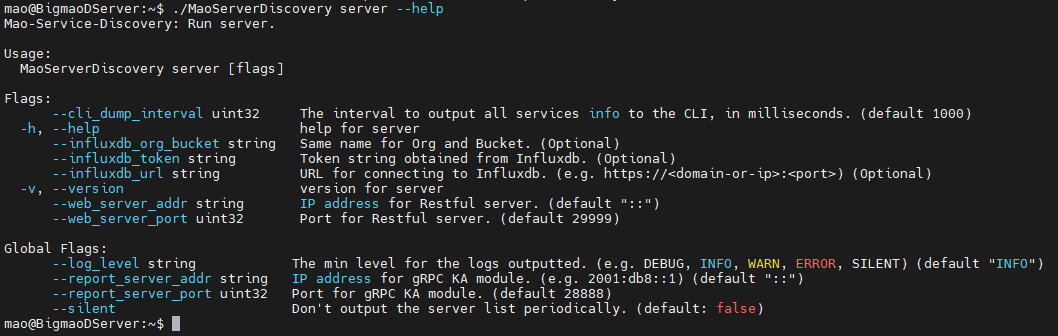 mao@BigmaoDServer:~$ ./MaoServerDiscovery server --help
Mao-Service-Discovery: Run server.

Usage:
  MaoServerDiscovery server [flags]

Flags:
      --cli_dump_interval uint32     The interval to output all services info to the CLI, in milliseconds. (default 1000)
  -h, --help                         help for server
      --influxdb_org_bucket string   Same name for Org and Bucket. (Optional)
      --influxdb_token string        Token string obtained from Influxdb. (Optional)
      --influxdb_url string          URL for connecting to Influxdb. (e.g. https://<domain-or-ip>:<port>) (Optional)
  -v, --version                      version for server
      --web_server_addr string       IP address for Restful server. (default "::")
      --web_server_port uint32       Port for Restful server. (default 29999)

Global Flags:
      --log_level string            The min level for the logs outputted. (e.g. DEBUG, INFO, WARN, ERROR, SILENT) (default "INFO")
      --report_server_addr string   IP address for gRPC KA module. (e.g. 2001:db8::1) (default "::")
      --report_server_port uint32   Port for gRPC KA module. (default 28888)
      --silent                      Don't output the server list periodically. (default: false)
mao@BigmaoDServer:~$